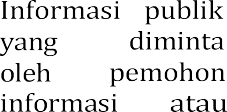 Informasi publik
yang diminta
oleh pemohon
informasi atau